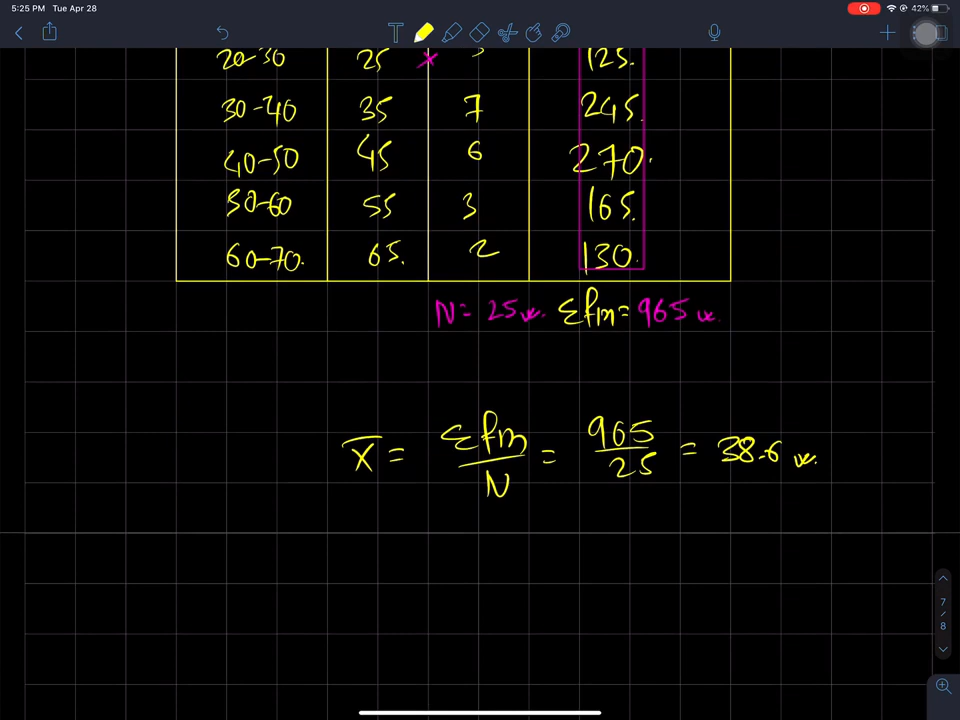 5:25 PM Tue Apr 28 42%
T
20-30 25 × 5 125.
30-40 35 7 245.
40-50 45 6 270.
50-60 55 3 165.
60-70. 65. 2 130.
N = 25 Σfm = 965
X̄ = Σfm/N = 965/25 = 38.6
7
/
8